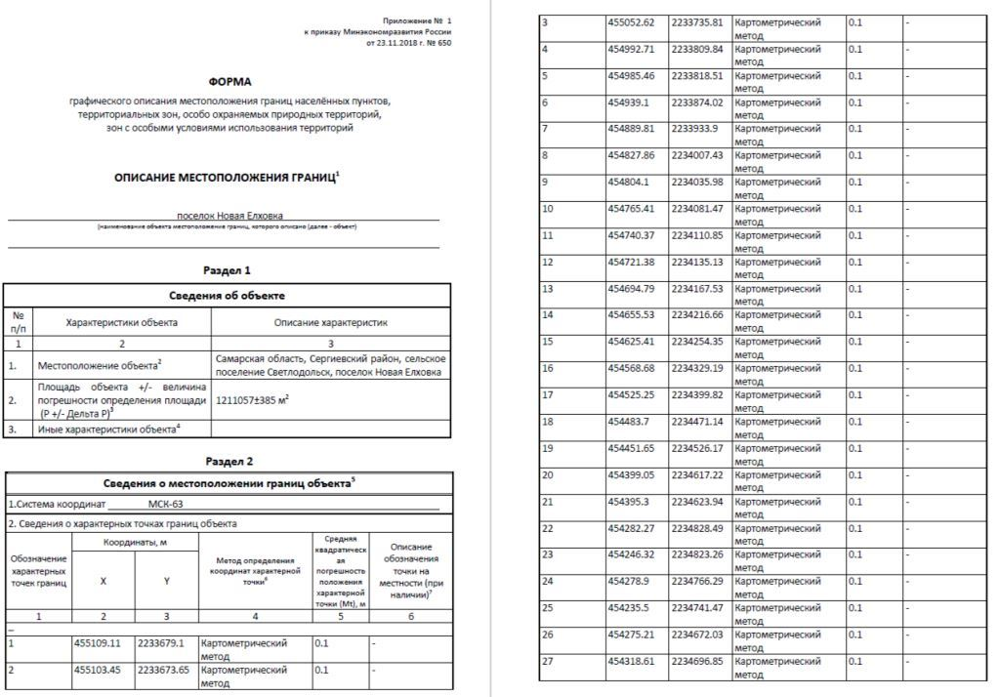 Приложение № 1
к приказу Минэкономразвития России
от 23.11.2018 г. № 650
ФОРМА
графического описания местоположения границ населённых пунктов,
территориальных зон, особо охраняемых природных территорий,
зон с особыми условиями использования территорий
ОПИСАНИЕ МЕСТОПОЛОЖЕНИЯ ГРАНИЦ¹
поселок Новая Елховка
(наименование объекта местоположение границ, которого описано (далее - объект)
Раздел 1
Сведения об объекте
№ п/п Характеристики объекта Описание характеристик
1 2 3
1. Местоположение объекта² Самарская область, Сергиевский район, сельское
поселение Светлодольск, поселок Новая Елховка
2. Площадь объекта +/- величина
погрешности определения площади
(P +/- Дельта P)³ 1211057±385 м²
3. Иные характеристики объекта⁴
Раздел 2
Сведения о местоположении границ объекта⁵
1.Система координат МСК-63
2. Сведения о характерных точках границ объекта
Обозначение
характерных
точек границ
Координаты, м
X Y
Метод определения
координат характерной
точки⁶
Средняя
квадратическ
ая
погрешность
положения
характерной
точки (Mt), м
Описание
обозначения
точки на
местности (при
наличии)⁷
1 2 3 4 5 6
–
1 455109.11 2233679.1 Картометрический
метод 0.1 -
2 455103.45 2233673.65 Картометрический
метод 0.1 -
3 455052.62 2233735.81 Картометрический
метод 0.1 -
4 454992.71 2233809.84 Картометрический
метод 0.1 -
5 454985.46 2233818.51 Картометрический
метод 0.1 -
6 454939.1 2233874.02 Картометрический
метод 0.1 -
7 454889.81 2233933.9 Картометрический
метод 0.1 -
8 454827.86 2234007.43 Картометрический
метод 0.1 -
9 454804.1 2234035.98 Картометрический
метод 0.1 -
10 454765.41 2234081.47 Картометрический
метод 0.1 -
11 454740.37 2234110.85 Картометрический
метод 0.1 -
12 454721.38 2234135.13 Картометрический
метод 0.1 -
13 454694.79 2234167.53 Картометрический
метод 0.1 -
14 454655.53 2234216.66 Картометрический
метод 0.1 -
15 454625.41 2234254.35 Картометрический
метод 0.1 -
16 454568.68 2234329.19 Картометрический
метод 0.1 -
17 454525.25 2234399.82 Картометрический
метод 0.1 -
18 454483.7 2234471.14 Картометрический
метод 0.1 -
19 454451.65 2234526.17 Картометрический
метод 0.1 -
20 454399.05 2234617.22 Картометрический
метод 0.1 -
21 454395.3 2234623.94 Картометрический
метод 0.1 -
22 454282.27 2234828.49 Картометрический
метод 0.1 -
23 454246.32 2234823.26 Картометрический
метод 0.1 -
24 454278.9 2234766.29 Картометрический
метод 0.1 -
25 454235.5 2234741.47 Картометрический
метод 0.1 -
26 454275.21 2234672.03 Картометрический
метод 0.1 -
27 454318.61 2234696.85 Картометрический
метод 0.1 -